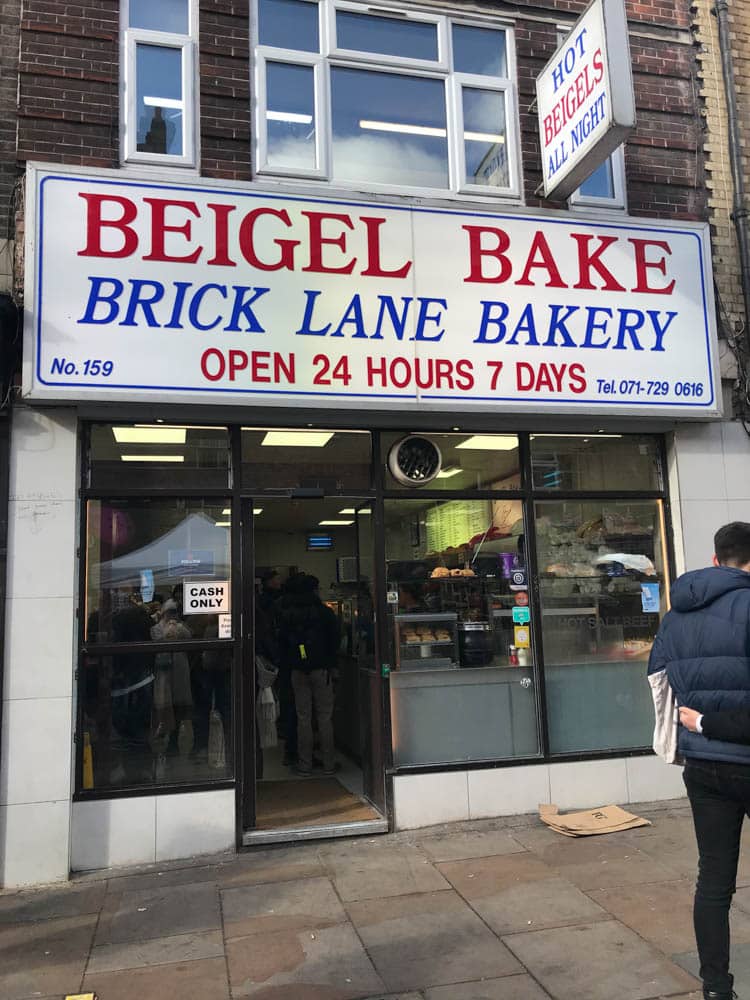 HOT
BEIGELS
ALL NIGHT
BEIGEL BAKE
BRICK LANE BAKERY
No.159
OPEN 24 HOURS 7 DAYS
Tel. 071-729 0616
CASH
ONLY
HOT SALT BEEF